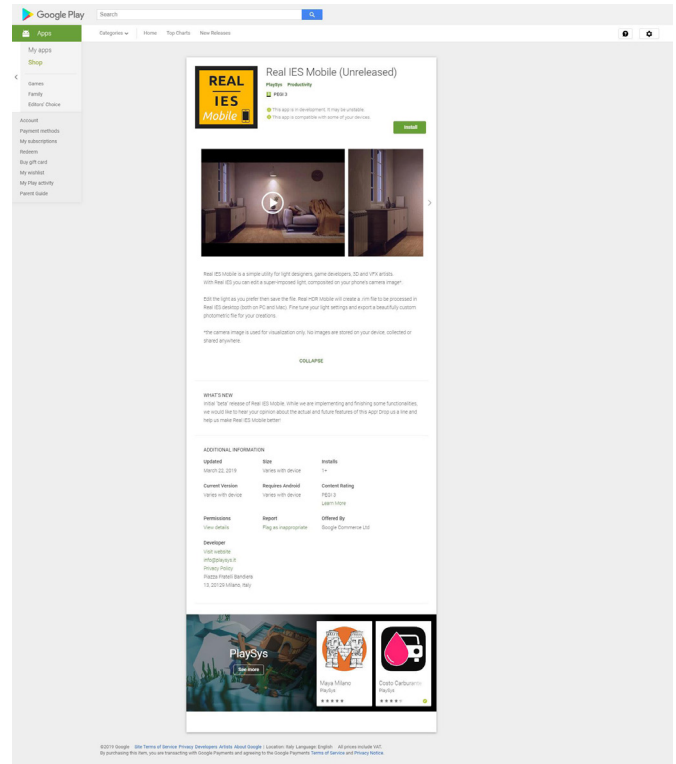 Google Play
Search
Apps
Categories
Home
Top Charts
New Releases
My apps
Shop
Games
Family
Editors' Choice
Account
Payment methods
My subscriptions
Redeem
Buy gift card
My wishlist
My Play activity
Parent Guide
REAL
IES
Mobile
Real IES Mobile (Unreleased)
PlaySys Productivity
PEGI 3
This app is in development. It may be unstable.
This app is compatible with some of your devices.
Install
Real IES Mobile is a simple utility for light designers, game developers, 3D and VFX artists.
With Real IES you can edit a super-imposed light, composited on your phone's camera image*.
Edit the light as you prefer then save the file. Real HDR Mobile will create a .rim file to be processed in
Real IES desktop (both on PC and Mac). Fine tune your light settings and export a beautifully custom
photometric file for your creations.
*the camera image is used for visualization only. No images are stored on your device, collected or
shared anywhere.
COLLAPSE
WHAT'S NEW
Initial "beta" release of Real IES Mobile. While we are implementing and finishing some functionalities,
we would like to hear your opinion about the actual and future features of this App! Drop us a line and
help us make Real IES Mobile better!
ADDITIONAL INFORMATION
Updated
March 22, 2019
Size
Varies with device
Installs
1+
Current Version
Varies with device
Requires Android
Varies with device
Content Rating
PEGI 3
Learn More
Permissions
View details
Report
Flag as inappropriate
Offered By
Google Commerce Ltd
Developer
Visit website
info@playsys.it
Privacy Policy
Piazza Fratelli Bandiera
13, 20129 Milano, Italy
PlaySys
See more
Maya Milano
PlaySys
Costo Carburante
PlaySys
©2019 Google Site Terms of Service Privacy Developers Artists About Google | Location: Italy Language: English All prices include VAT.
By purchasing this item, you are transacting with Google Payments and agreeing to the Google Payments Terms of Service and Privacy Notice.